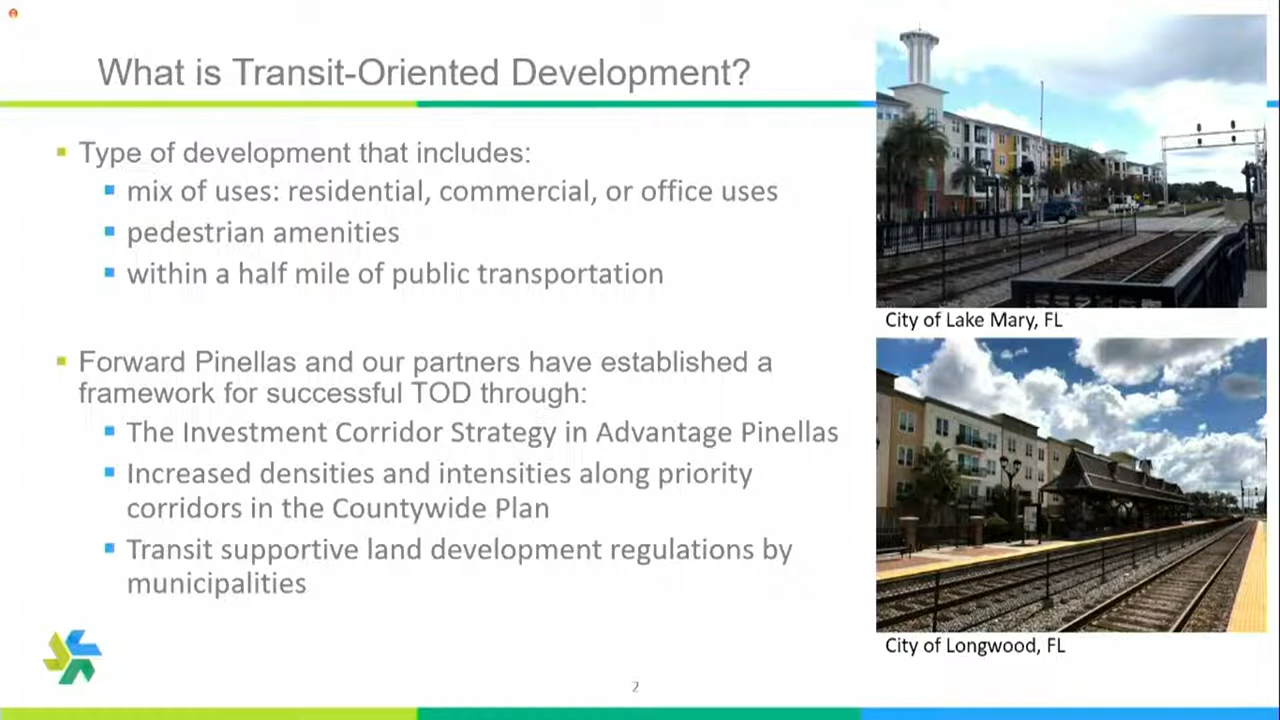 What is Transit-Oriented Development?
Type of development that includes:
mix of uses: residential, commercial, or office uses
pedestrian amenities
within a half mile of public transportation
Forward Pinellas and our partners have established a
framework for successful TOD through:
The Investment Corridor Strategy in Advantage Pinellas
Increased densities and intensities along priority
corridors in the Countywide Plan
Transit supportive land development regulations by
municipalities
City of Lake Mary, FL
City of Longwood, FL
2